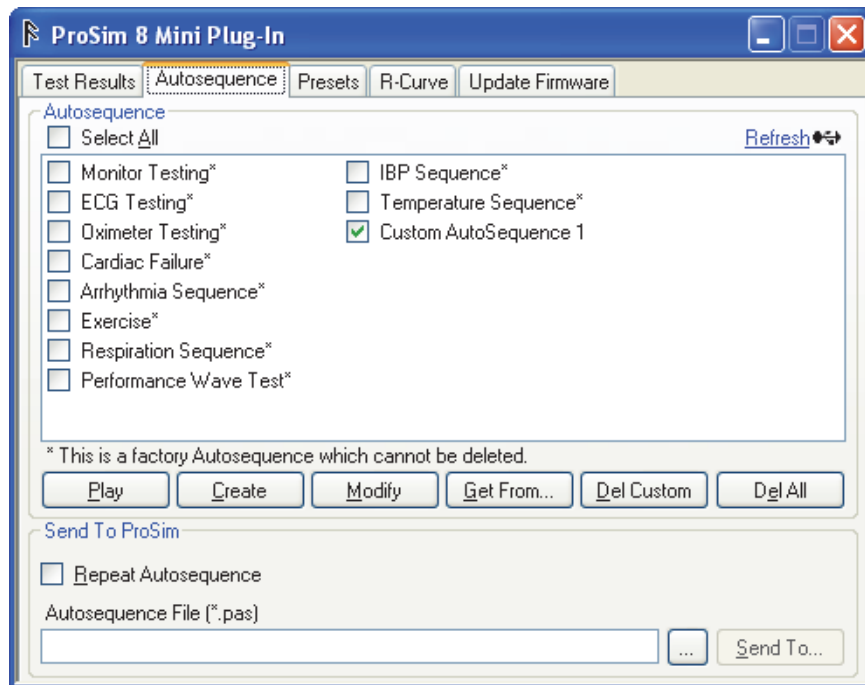 ProSim 8 Mini Plug-In
Test Results Autosequence Presets R-Curve Update Firmware
Autosequence
Select All Refresh
Monitor Testing* IBP Sequence*
ECG Testing* Temperature Sequence*
Oximeter Testing* Custom AutoSequence 1
Cardiac Failure*
Arrhythmia Sequence*
Exercise*
Respiration Sequence*
Performance Wave Test*
* This is a factory Autosequence which cannot be deleted.
Play Create Modify Get From... Del Custom Del All
Send To ProSim
Repeat Autosequence
Autosequence File (*.pas)
... Send To...